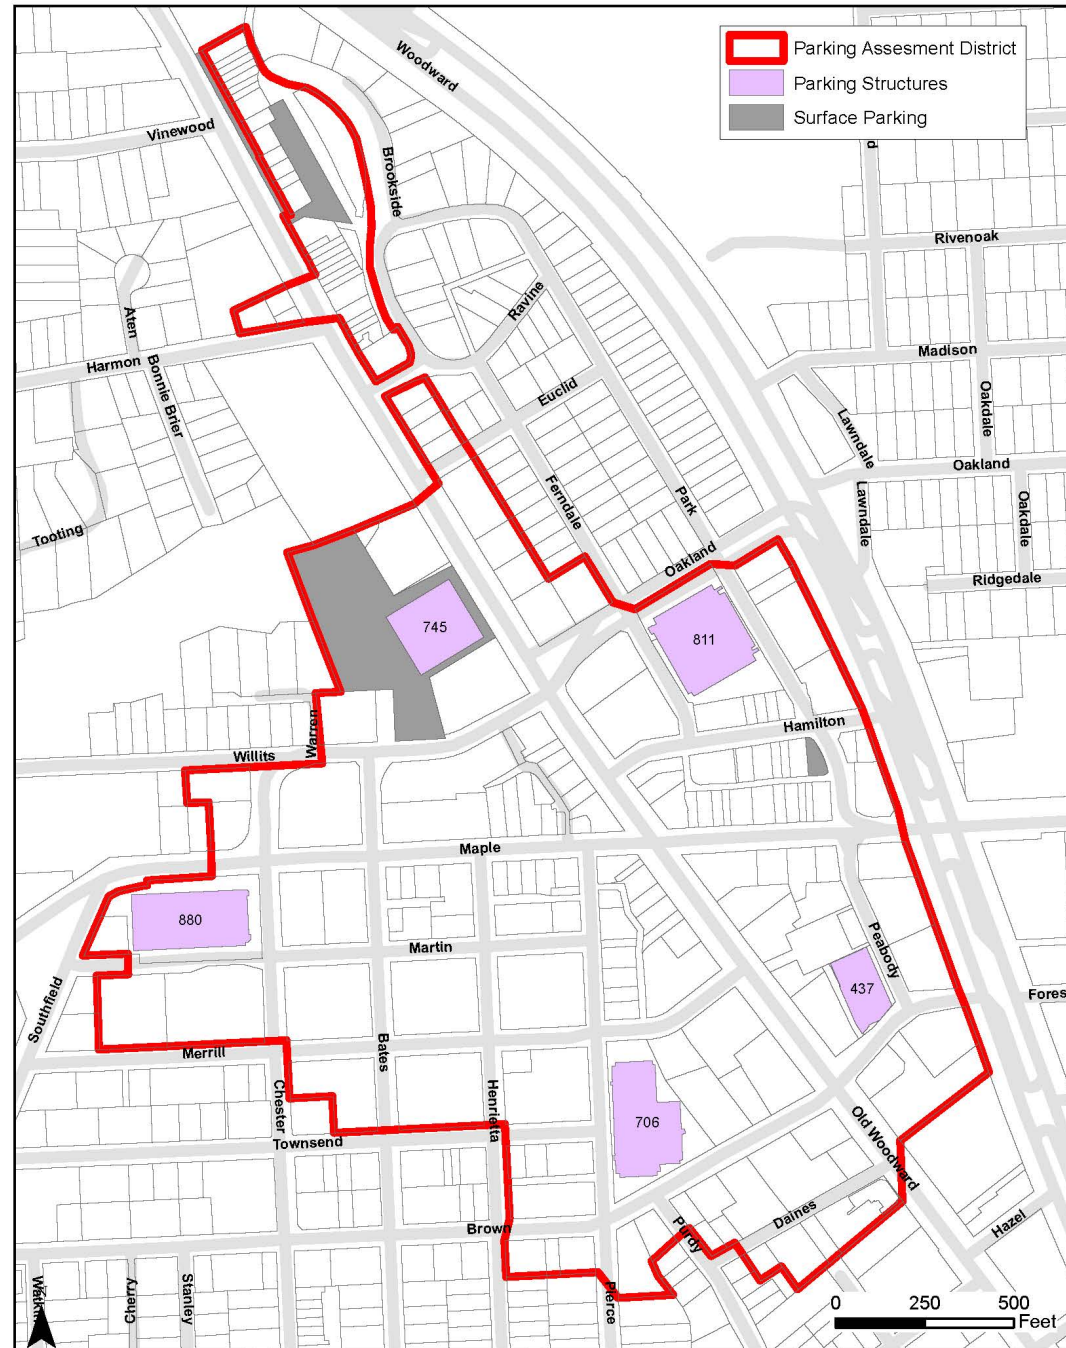 Parking Assesment District
Parking Structures
Surface Parking
Woodward
Vinewood
Brookside
d
Rivenoak
Ravine
Aten
Madison
Harmon
Bonnie Brier
Euclid
Oakdale
Lawndale
Oakland
Ferndale
Park
Lawndale
Oakdale
Tooting
Oakland
Ridgedale
745
811
Warren
Hamilton
Willits
Maple
880
Martin
Peabody
437
Southfield
Fores
Merrill
Bates
Chester
Henrietta
Old Woodward
706
Townsend
Daines
Brown
Purdy
Hazel
Cherry
Stanley
Pierce
0 250 500
Feet